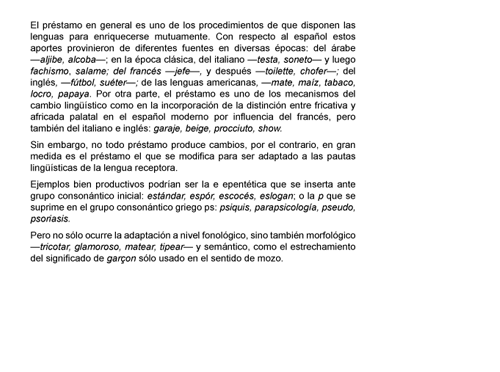 El préstamo en general es uno de los procedimientos de que disponen las
lenguas para enriquecerse mutuamente. Con respecto al español estos
aportes provinieron de diferentes fuentes en diversas épocas: del árabe
—aljibe, alcoba—; en la época clásica, del italiano —testa, soneto— y luego
fachismo, salame; del francés —jefe—, y después —toilette, chofer—; del
inglés, —fútbol, suéter—; de las lenguas americanas, —mate, maiz, tabaco,
locro, papaya. Por otra parte, el préstamo es uno de los mecanismos del
cambio lingüístico como en la incorporación de la distinción entre fricativa y
africada palatal en el español moderno por influencia del francés, pero
también del italiano e inglés: garaje, beige, procciuto, show.
Sin embargo, no todo préstamo produce cambios, por el contrario, en gran
medida es el préstamo el que se modifica para ser adaptado a las pautas
lingüísticas de la lengua receptora.
Ejemplos bien productivos podrían ser la e epentética que se inserta ante
grupo consonántico inicial: estándar, espór, escocés, eslogan; o la p que se
suprime en el grupo consonántico griego ps: psiquis, parapsicología, pseudo,
psoriasis.
Pero no sólo ocurre la adaptación a nivel fonológico, sino también morfológico
—tricotar, glamoroso, matear, tipear— y semántico, como el estrechamiento
del significado de garçon sólo usado en el sentido de mozo.